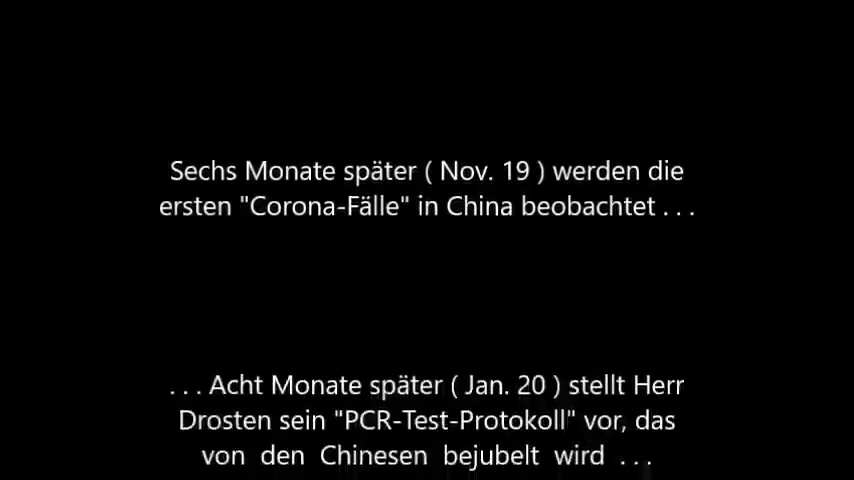 Sechs Monate später ( Nov. 19 ) werden die
ersten "Corona-Fälle" in China beobachtet . . .
. . . Acht Monate später ( Jan. 20 ) stellt Herr
Drosten sein "PCR-Test-Protokoll" vor, das
von den Chinesen bejubelt wird . . .